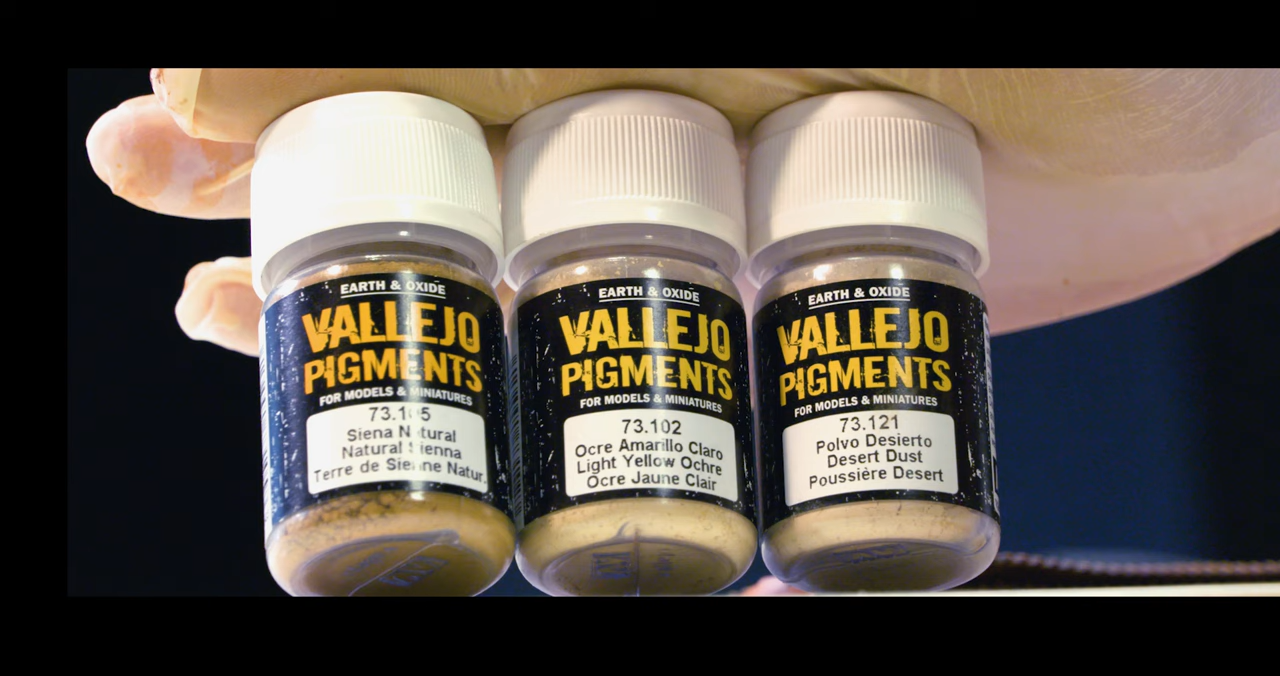 EARTH & OXIDE
VALLEJO
PIGMENTS
FOR MODELS & MINIATURES
Siena Natural
Natural Sienna
Terre de Sienne Natur.
EARTH & OXIDE
VALLEJO
PIGMENTS
FOR MODELS & MINIATURES
73.102
Ocre Amarillo Claro
Light Yellow Ochre
Ocre Jaune Clair
EARTH & OXIDE
VALLEJO
PIGMENTS
FOR MODELS & MINIATURES
73.121
Polvo Desierto
Desert Dust
Poussière Desert